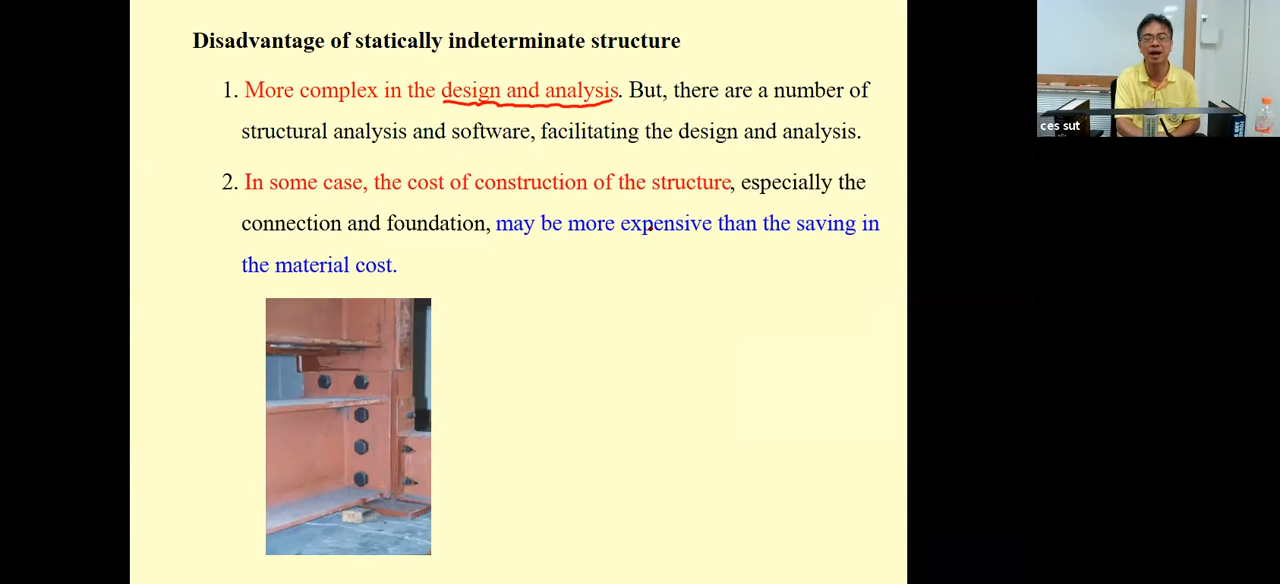 Disadvantage of statically indeterminate structure
1. More complex in the design and analysis. But, there are a number of
structural analysis and software, facilitating the design and analysis.
2. In some case, the cost of construction of the structure, especially the
connection and foundation, may be more expensive than the saving in
the material cost.
ces sut